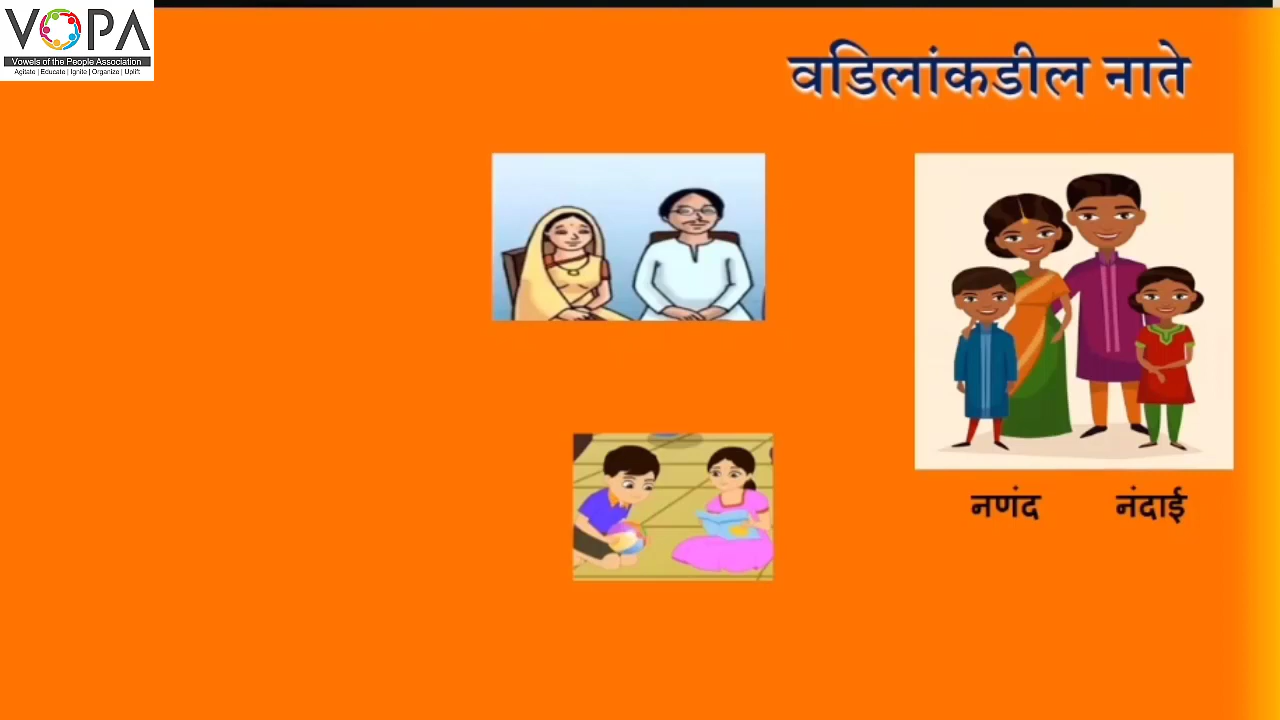 VOPA
Vowels of the People Association
Agitate | Educate | Ignite | Organize | Uplift
वडिलांकडील नाते
नणंद नंदाई